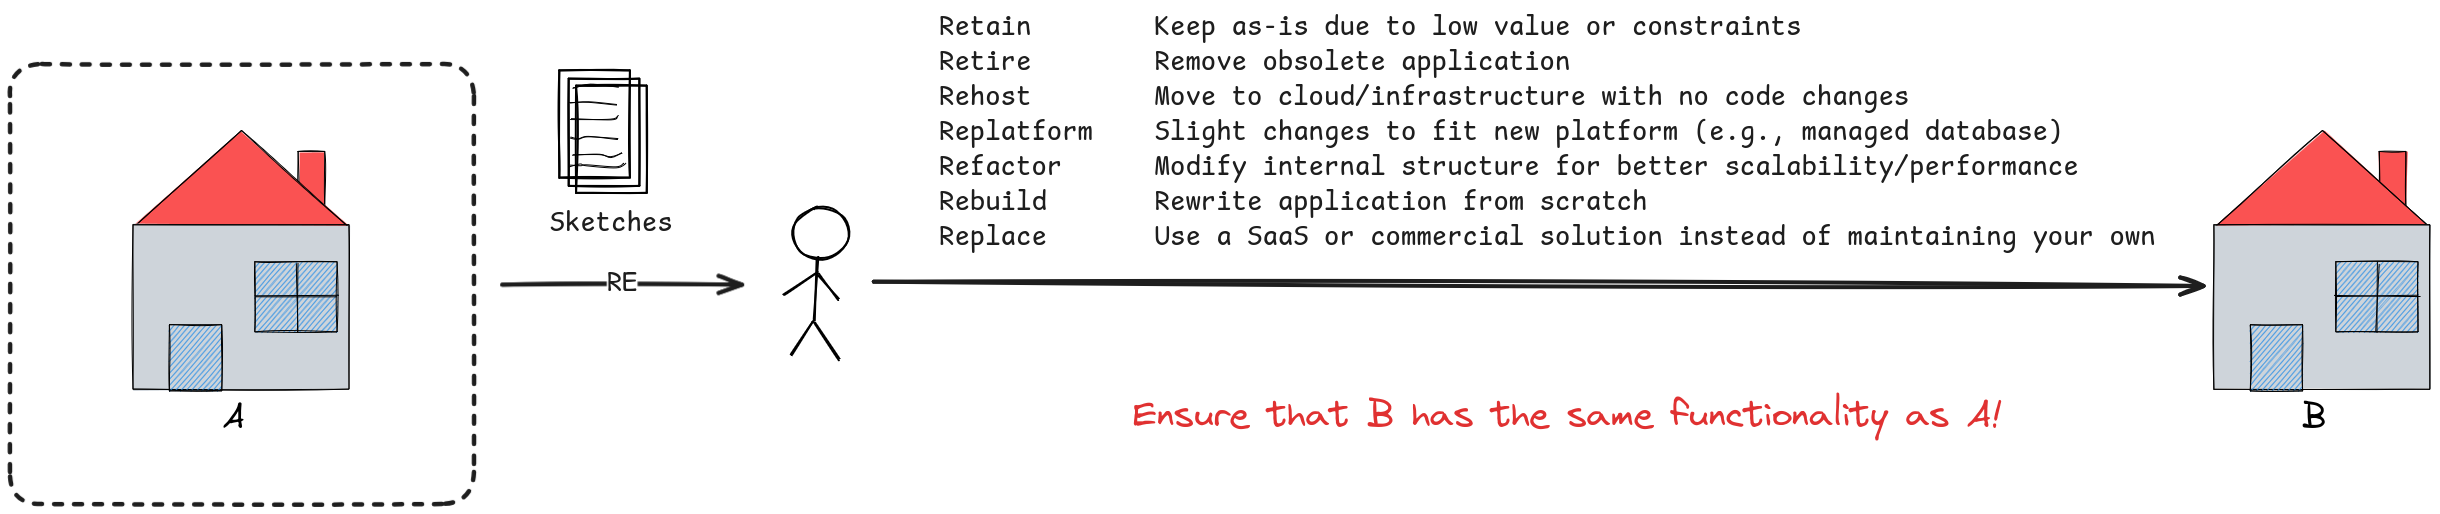 Retain Keep as-is due to low value or constraints
Retire Remove obsolete application
Rehost Move to cloud/infrastructure with no code changes
Replatform Slight changes to fit new platform (e.g., managed database)
Refactor Modify internal structure for better scalability/performance
Rebuild Rewrite application from scratch
Replace Use a SaaS or commercial solution instead of maintaining your own
Sketches
RE
A
Ensure that B has the same functionality as A!
B